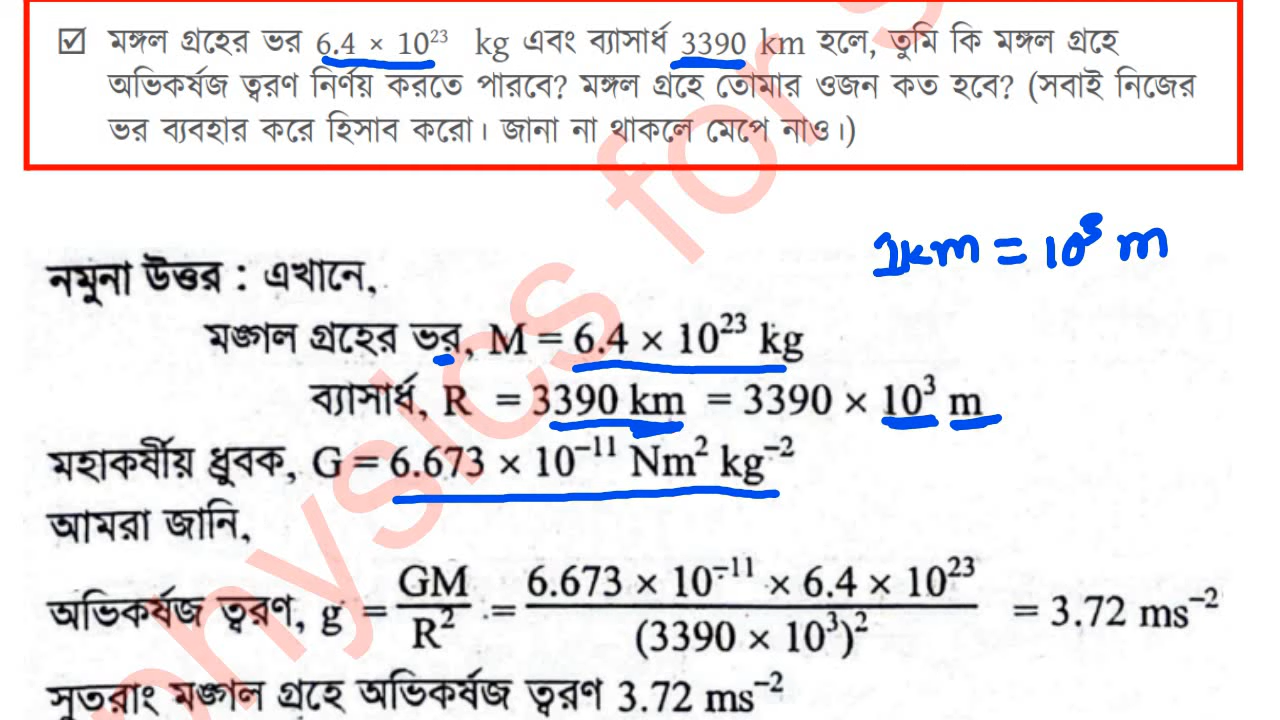 ☑ মঙ্গল গ্রহের ভর 6.4 × 10²³ kg এবং ব্যাসার্ধ 3390 km হলে, তুমি কি মঙ্গল গ্রহে
অভিকর্ষজ ত্বরণ নির্ণয় করতে পারবে? মঙ্গল গ্রহে তোমার ওজন কত হবে? (সবাই নিজের
ভর ব্যবহার করে হিসাব করো। জানা না থাকলে মেপে নাও।)
1km = 10³ m
নমুনা উত্তর : এখানে,
মঙ্গল গ্রহের ভর, M = 6.4 × 10²³ kg
ব্যাসার্ধ, R = 3390 km = 3390 × 10³ m
মহাকর্ষীয় ধ্রুবক, G = 6.673 × 10⁻¹¹ Nm² kg⁻²
আমরা জানি,
অভিকর্ষজ ত্বরণ, g = GM/R² = 6.673 × 10⁻¹¹ × 6.4 × 10²³/(3390 × 10³)² = 3.72 ms⁻²
সুতরাং মঙ্গল গ্রহে অভিকর্ষজ ত্বরণ 3.72 ms⁻²
physics for s